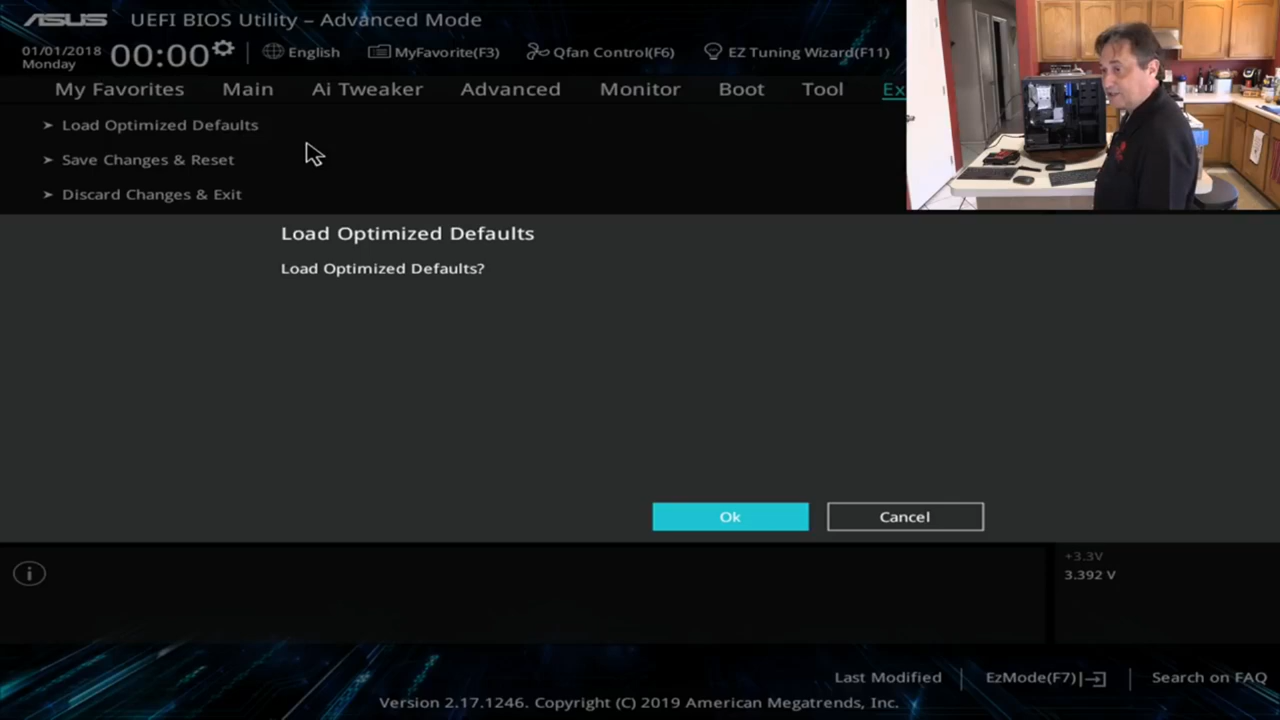 ASUS UEFI BIOS Utility – Advanced Mode
01/01/2018 Monday 00:00 English MyFavorite(F3) Qfan Control(F6) EZ Tuning Wizard(F11)
My Favorites Main Ai Tweaker Advanced Monitor Boot Tool Ex
Load Optimized Defaults
Save Changes & Reset
Discard Changes & Exit
Load Optimized Defaults
Load Optimized Defaults?
Ok Cancel
+3.3V
3.392 V
Last Modified EzMode(F7) Search on FAQ
Version 2.17.1246. Copyright (C) 2019 American Megatrends, Inc.